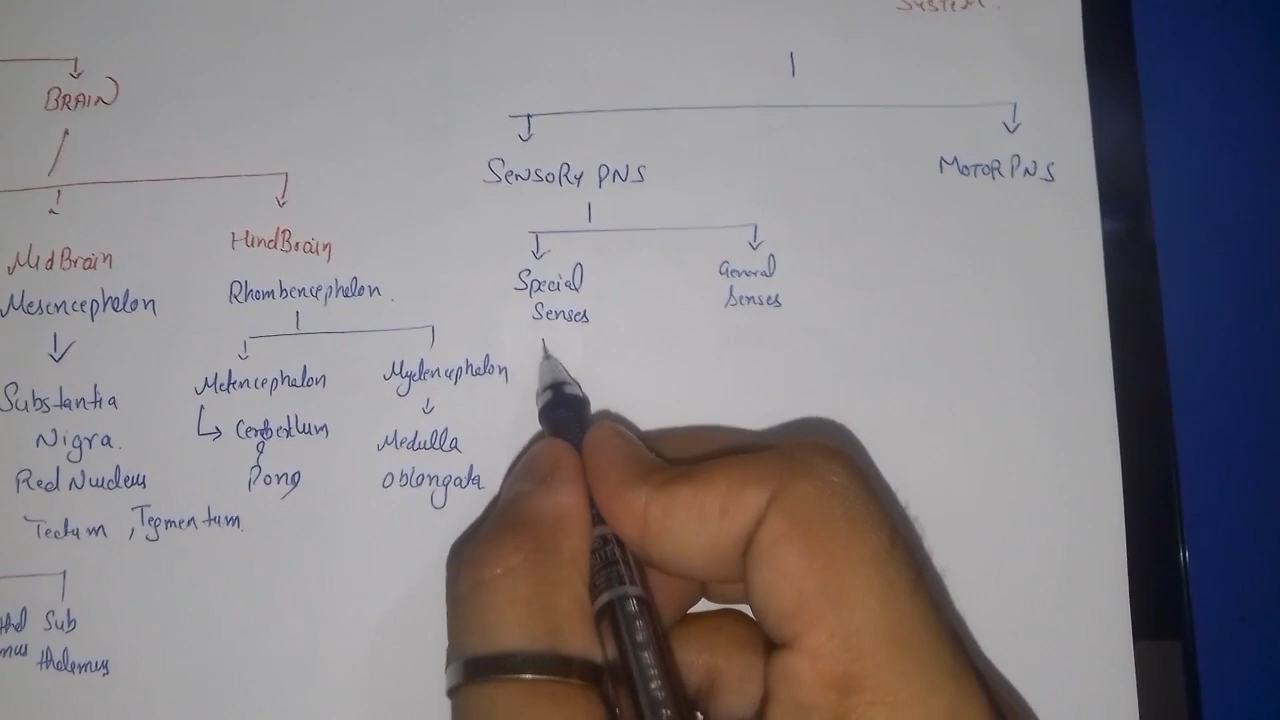 SYSTEM.
BRAIN
SENSORY PNS
MOTOR PNS
MidBrain
HindBrain
Mesencephalon
Rhombencephalon.
Special
Senses
General
Senses
Substantia
Nigra.
Red Nucleus
Tectum, Tegmentum.
Metencephalon
Cerebellum
Pons
Myelencephalon
Medulla
Oblongata
Sub
thalamus